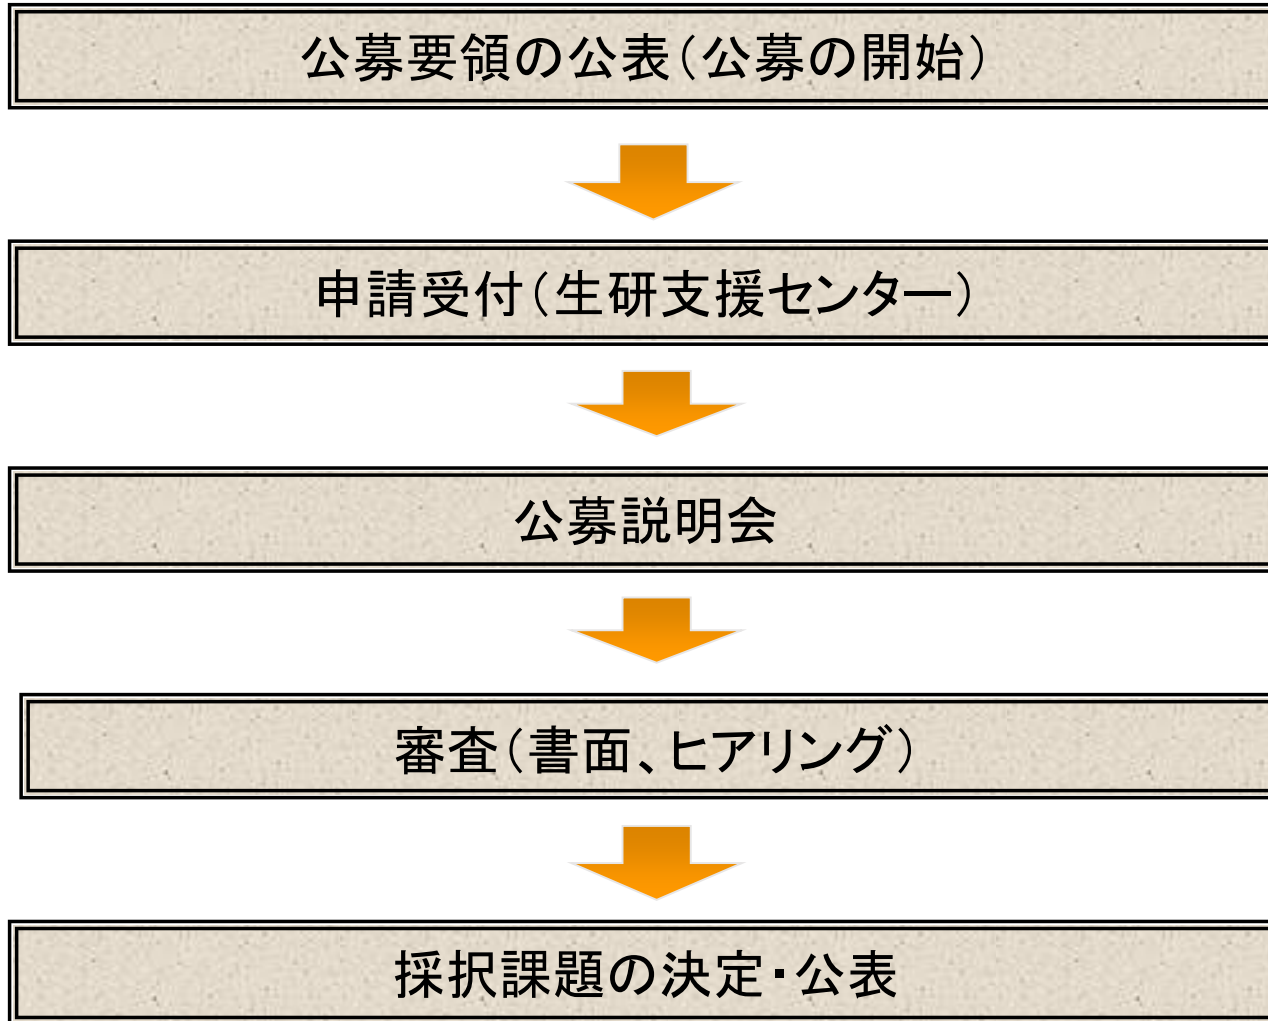 公募要領の公表（公募の開始）
申請受付（生研支援センター）
公募説明会
審査（書面、ヒアリング）
採択課題の決定・公表